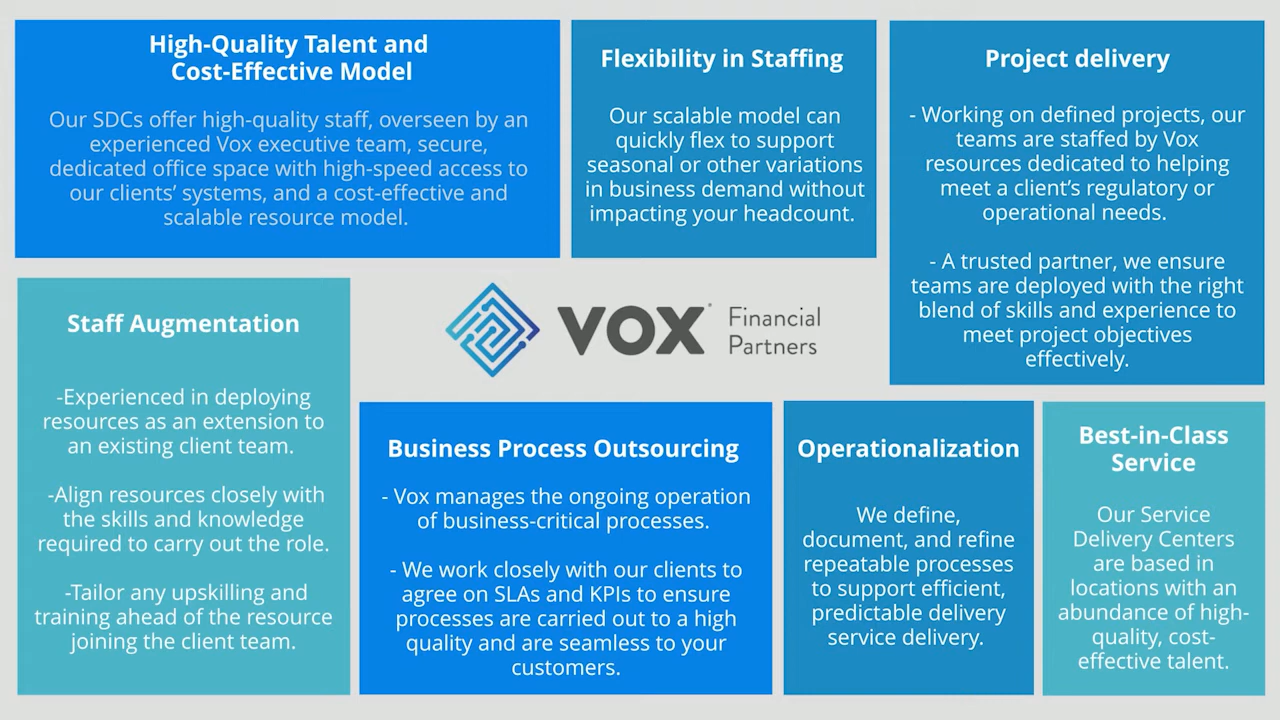 High-Quality Talent and
Cost-Effective Model
Our SDCs offer high-quality staff, overseen by an
experienced Vox executive team, secure,
dedicated office space with high-speed access to
our clients’ systems, and a cost-effective and
scalable resource model.
Flexibility in Staffing
Our scalable model can
quickly flex to support
seasonal or other variations
in business demand without
impacting your headcount.
Project delivery
- Working on defined projects, our
teams are staffed by Vox
resources dedicated to helping
meet a client’s regulatory or
operational needs.
- A trusted partner, we ensure
teams are deployed with the right
blend of skills and experience to
meet project objectives
effectively.
Staff Augmentation
-Experienced in deploying
resources as an extension to
an existing client team.
-Align resources closely with
the skills and knowledge
required to carry out the role.
-Tailor any upskilling and
training ahead of the resource
joining the client team.
VOX
Financial
Partners
Business Process Outsourcing
- Vox manages the ongoing operation
of business-critical processes.
- We work closely with our clients to
agree on SLAs and KPIs to ensure
processes are carried out to a high
quality and are seamless to your
customers.
Operationalization
We define,
document, and refine
repeatable processes
to support efficient,
predictable delivery
service delivery.
Best-in-Class
Service
Our Service
Delivery Centers
are based in
locations with an
abundance of high-
quality, cost-
effective talent.